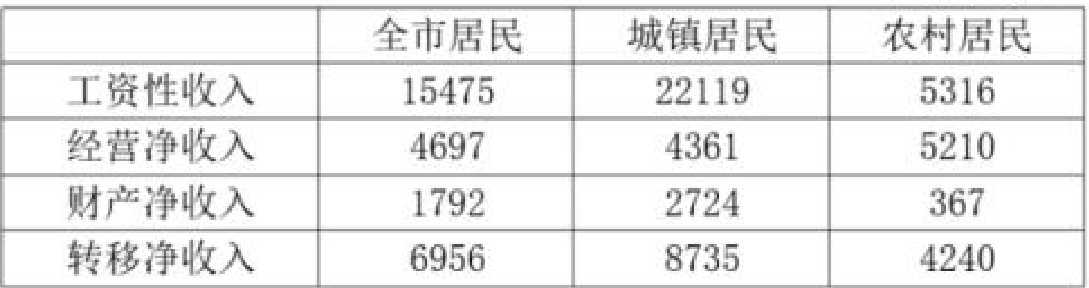 全市居民 城镇居民 农村居民
工资性收入 15475 22119 5316
经营净收入 4697 4361 5210
财产净收入 1792 2724 367
转移净收入 6956 8735 4240